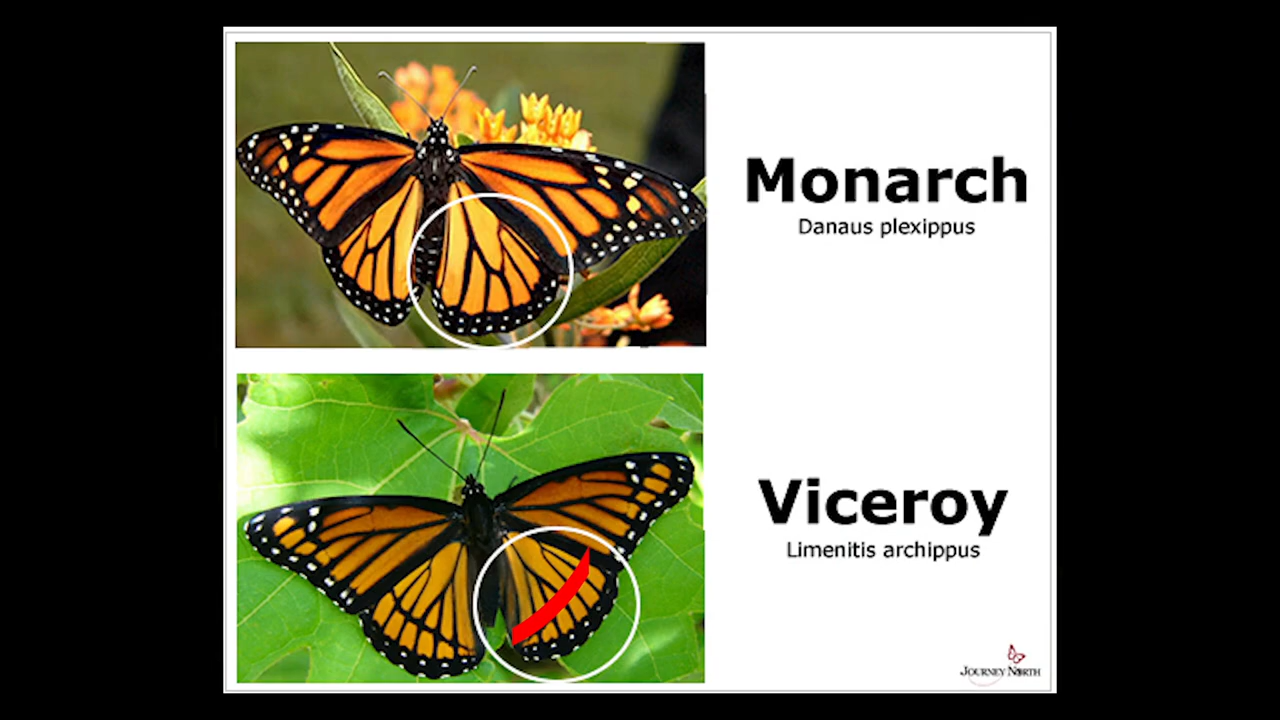 Monarch
Danaus plexippus
Viceroy
Limenitis archippus
JOURNEY NORTH